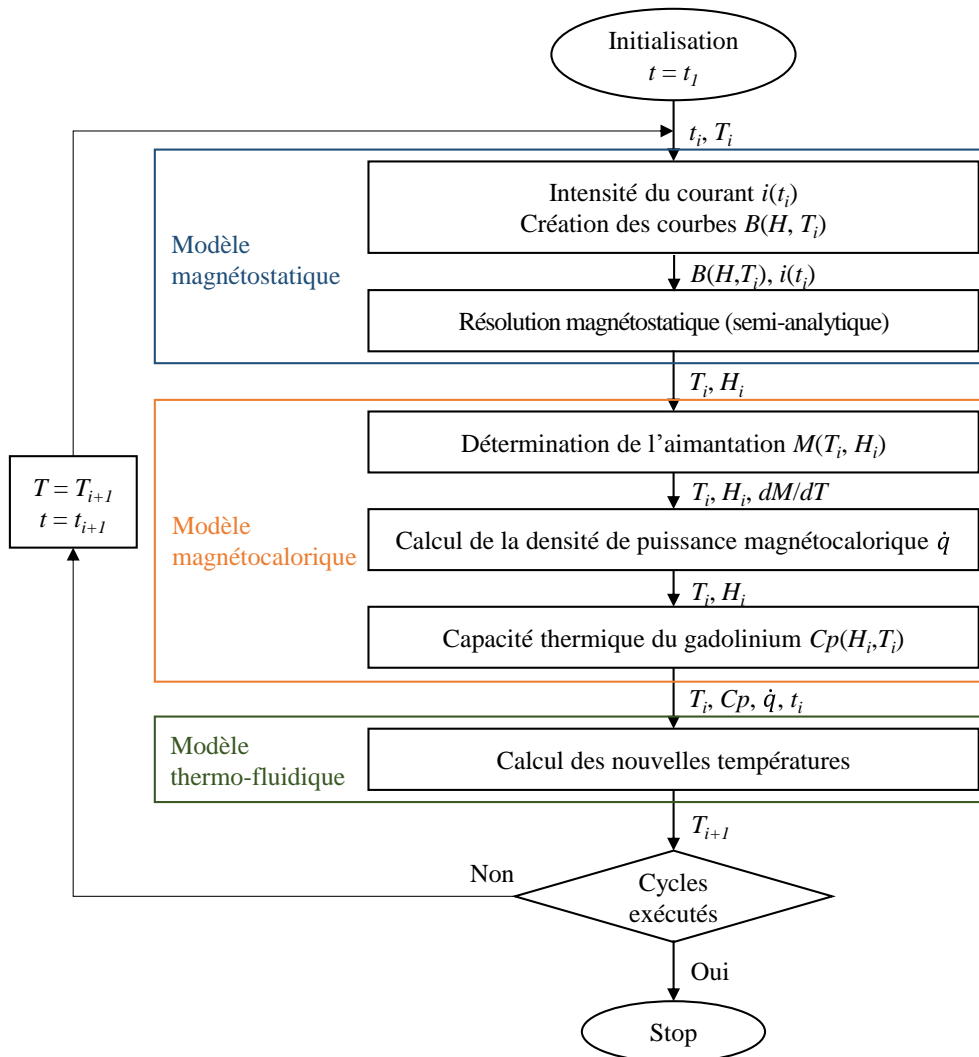 Initialisation
t = t1
ti, Ti
Modèle
magnétostatique
Intensité du courant i(ti)
Création des courbes B(H, Ti)
B(H,Ti), i(ti)
Résolution magnétostatique (semi-analytique)
Ti, Hi
Modèle
magnétocalorique
Détermination de l’aimantation M(Ti, Hi)
Ti, Hi, dM/dT
Calcul de la densité de puissance magnétocalorique q̇
Ti, Hi
Capacité thermique du gadolinium Cp(Hi,Ti)
Ti, Cp, q̇, ti
Modèle
thermo-fluidique
Calcul des nouvelles températures
Ti+1
Cycles
exécutés
Non
T = Ti+1
t = ti+1
Oui
Stop